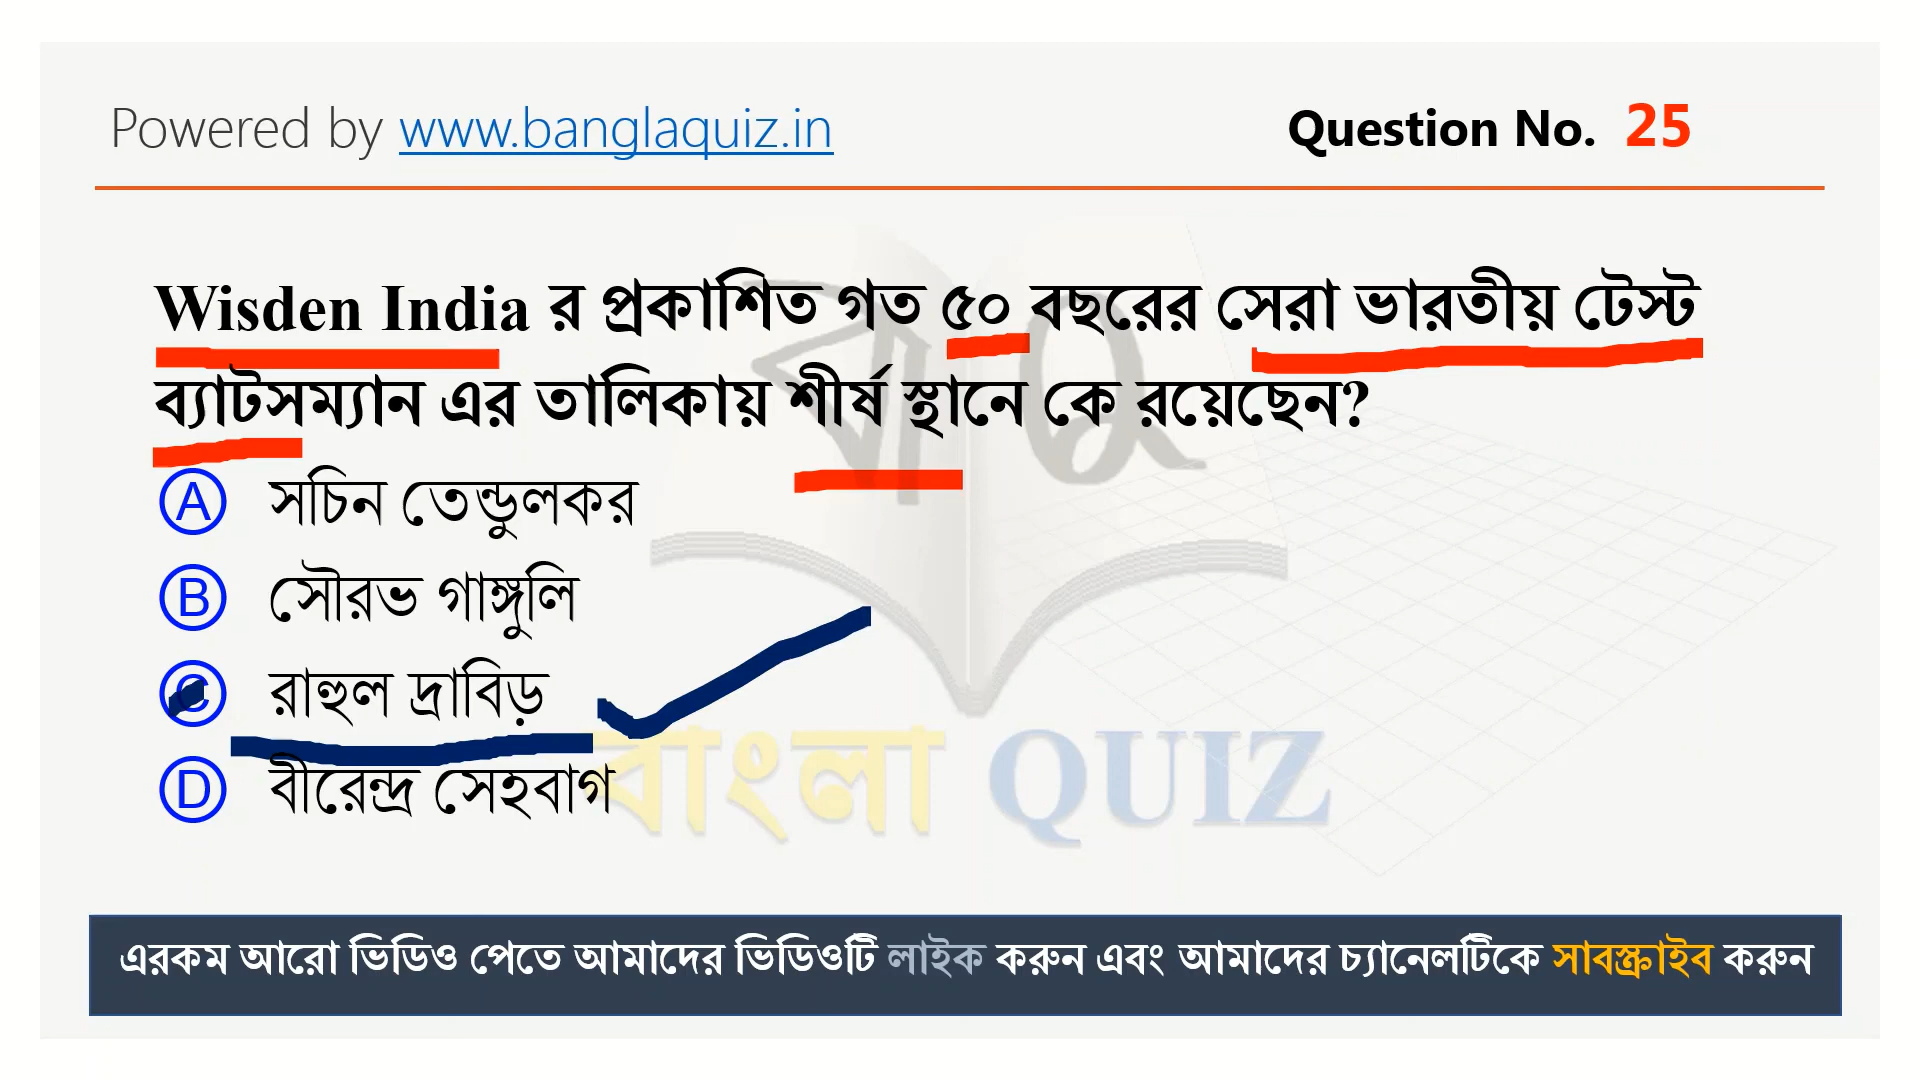 Powered by www.banglaquiz.in
Question No. 25
Wisden India র প্রকাশিত গত ৫০ বছরের সেরা ভারতীয় টেস্ট
ব্যাটসম্যান এর তালিকায় শীর্ষ স্থানে কে রয়েছেন?
A সচিন তেন্ডুলকর
B সৌরভ গাঙ্গুলি
C রাহুল দ্রাবিড়
D বীরেন্দ্র সেহবাগ
বাংলা QUIZ
এরকম আরো ভিডিও পেতে আমাদের ভিডিওটি লাইক করুন এবং আমাদের চ্যানেলটিকে সাবস্ক্রাইব করুন